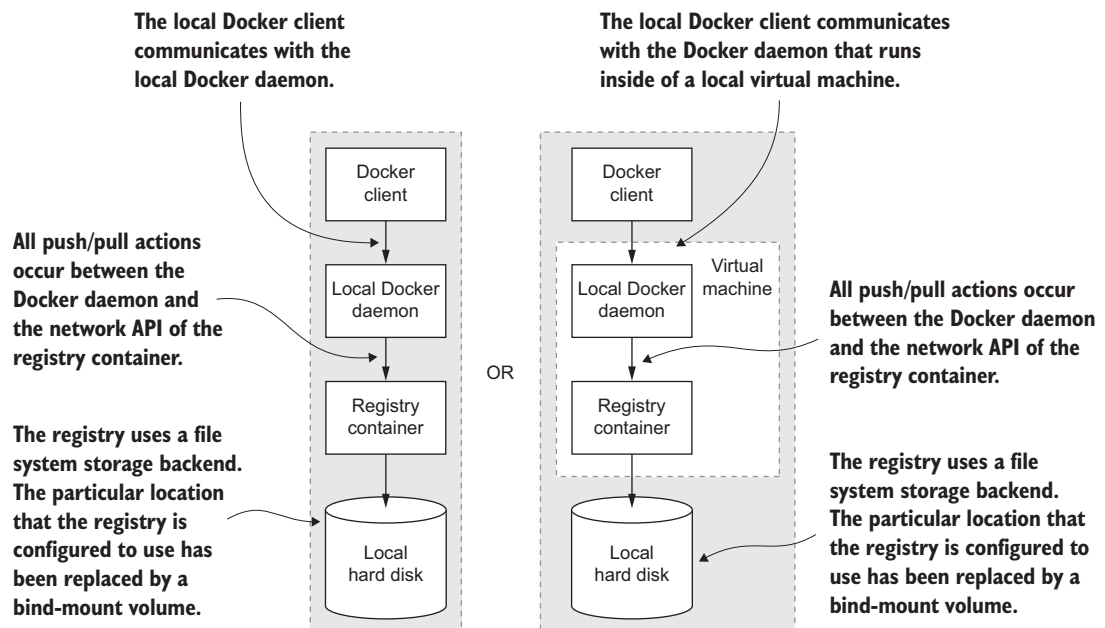 The local Docker client
communicates with the
local Docker daemon.
The local Docker client communicates
with the Docker daemon that runs
inside of a local virtual machine.
Docker
client
Docker
client
All push/pull actions
occur between the
Docker daemon and
the network API of the
registry container.
Local Docker
daemon
Local Docker
daemon
Virtual
machine
All push/pull actions occur
between the Docker daemon
and the network API of the
registry container.
OR
Registry
container
Registry
container
The registry uses a file
system storage backend.
The particular location
that the registry is
configured to use has
been replaced by a
bind-mount volume.
Local
hard disk
Local
hard disk
The registry uses a file
system storage backend.
The particular location that
the registry is configured to
use has been replaced by a
bind-mount volume.